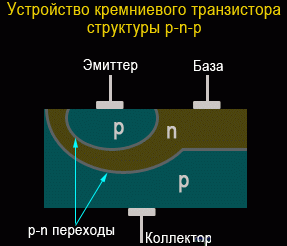 Устройство кремниевого транзистора
структуры p-n-p
Эмиттер
База
p
n
p
p-n переходы
Коллектор